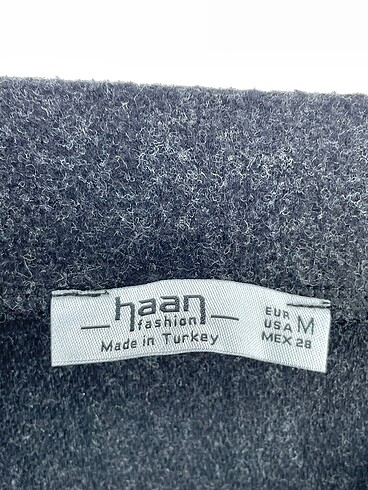 haan
fashion
Made in Turkey
EUR
USA M
MEX 28